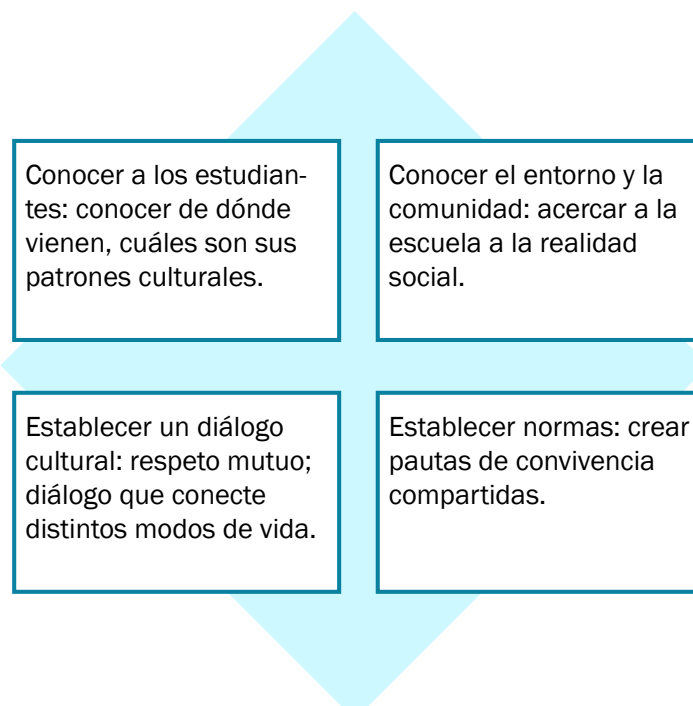 Conocer a los estudian-
tes: conocer de dónde
vienen, cuáles son sus
patrones culturales.
Conocer el entorno y la
comunidad: acercar a la
escuela a la realidad
social.
Establecer un diálogo
cultural: respeto mutuo;
diálogo que conecte
distintos modos de vida.
Establecer normas: crear
pautas de convivencia
compartidas.